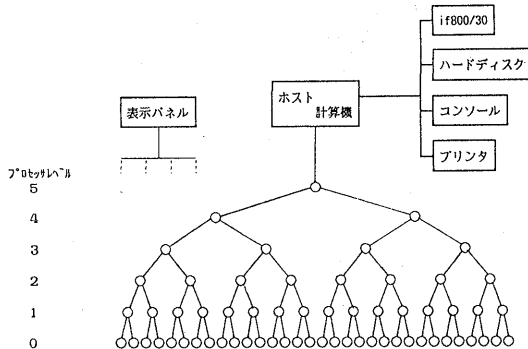 if800/30
ハードディスク
ホスト
計算機
表示パネル
コンソール
プリンタ
プロセッサレベル
5
4
3
2
1
0